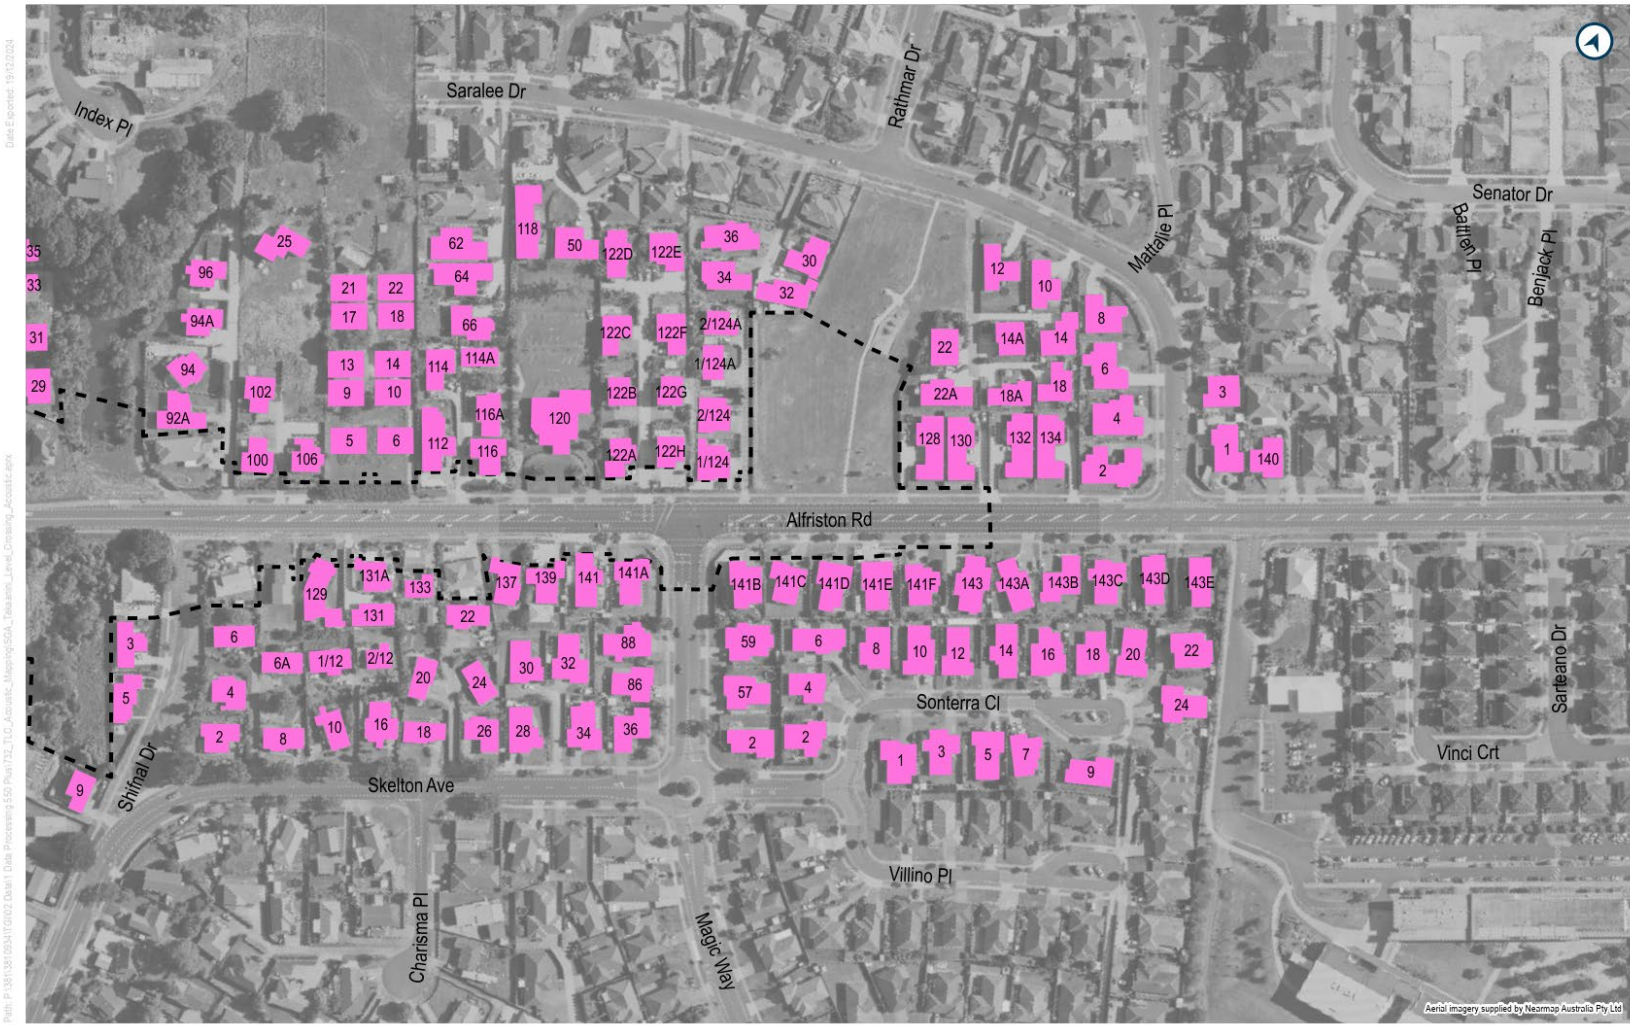 Date Exported: 19/12/2024
Saralee Dr
Rathmar Dr
Index Pl
Senator Dr
Mattalie Pl
Battlen Pl
Benjack Pl
118
36
62
50
122D
122E
25
35
30
96
64
34
12
33
21
22
32
10
94A
17
18
66
2/124A
8
31
122C
122F
14A
14
22
114A
94
13
14
114
1/124A
6
29
102
9
10
122B
122G
22A
18A
18
3
92A
116A
120
2/124
4
5
6
112
128
130
132
134
100
106
116
122A
122H
1/124
2
1
140
Alfriston Rd
129
131A
133
137
139
141
141A
141B
141C
141D
141E
141F
143
143A
143B
143C
143D
143E
131
22
3
6
88
59
6
8
10
12
14
16
18
20
22
6A
1/12
2/12
20
24
30
32
5
4
86
57
4
Sonterra Cl
24
Sarteano Dr
2
8
10
16
18
26
28
34
36
2
2
1
3
5
7
9
Vinci Crt
9
Shifnal Dr
Skelton Ave
Villino Pl
Charisma Pl
Magic Way
Aerial imagery supplied by Nearmap Australia Pty Ltd